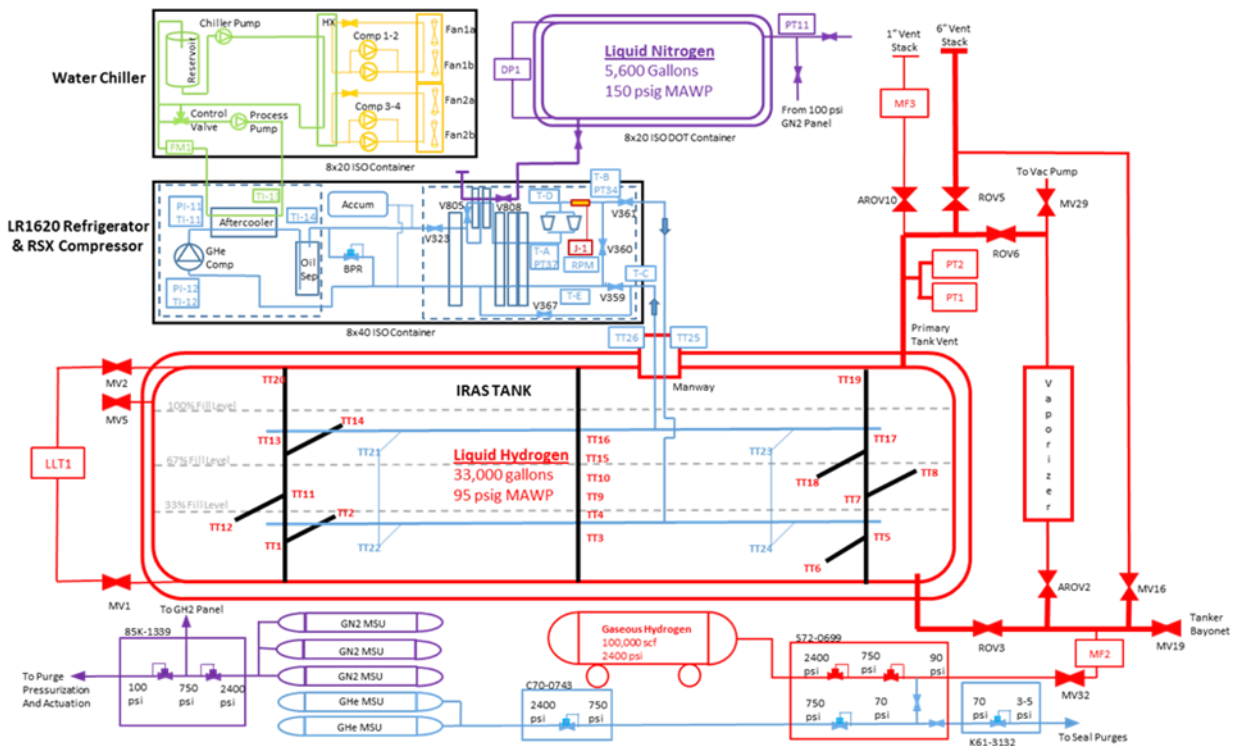 Water Chiller
Reservoir
Chiller Pump
HX
Comp 1-2
Fan1a
Fan1b
Control
Valve
Process
Pump
Comp 3-4
Fan2a
Fan2b
FM1
8x20 ISO Container
DP1
Liquid Nitrogen
5,600 Gallons
150 psig MAWP
PT11
From 100 psi
GN2 Panel
8x20 ISO DOT Container
1” Vent
Stack
6” Vent
Stack
MF3
AROV10
ROV5
To Vac Pump
MV29
ROV6
PT2
PT1
Primary
Tank Vent
LR1620 Refrigerator
& RSX Compressor
PI-11
TI-11
TI-13
Aftercooler
TI-14
GHe
Comp
Oil
Sep
PI-12
TI-12
Accum
BPR
V323
V805
V808
T-D
T-B
PT34
V361
T-A
PT37
J-1
RPM
V360
T-C
T-E
V359
V367
8x40 ISO Container
TT26
TT25
Manway
MV2
MV5
LLT1
MV1
TT20
IRAS TANK
TT19
100% Fill Level
TT14
TT13
TT21
TT16
TT23
TT17
67% Fill Level
Liquid Hydrogen
33,000 gallons
95 psig MAWP
TT15
TT10
TT9
TT4
TT3
TT18
TT8
TT7
TT11
33% Fill Level
TT12
TT2
TT1
TT22
TT24
TT5
TT6
Vaporizer
AROV2
MV16
Tanker
Bayonet
ROV3
MV19
MF2
MV32
To GH2 Panel
85K-1339
To Purge
Pressurization
And Actuation
100
psi
750
psi
2400
psi
GN2 MSU
GN2 MSU
GN2 MSU
GHe MSU
GHe MSU
C70-0743
2400
psi
750
psi
Gaseous Hydrogen
100,000 scf
2400 psi
S72-0699
2400
psi
750
psi
90
psi
750
psi
70
psi
70
psi
3-5
psi
K61-3132
To Seal Purges